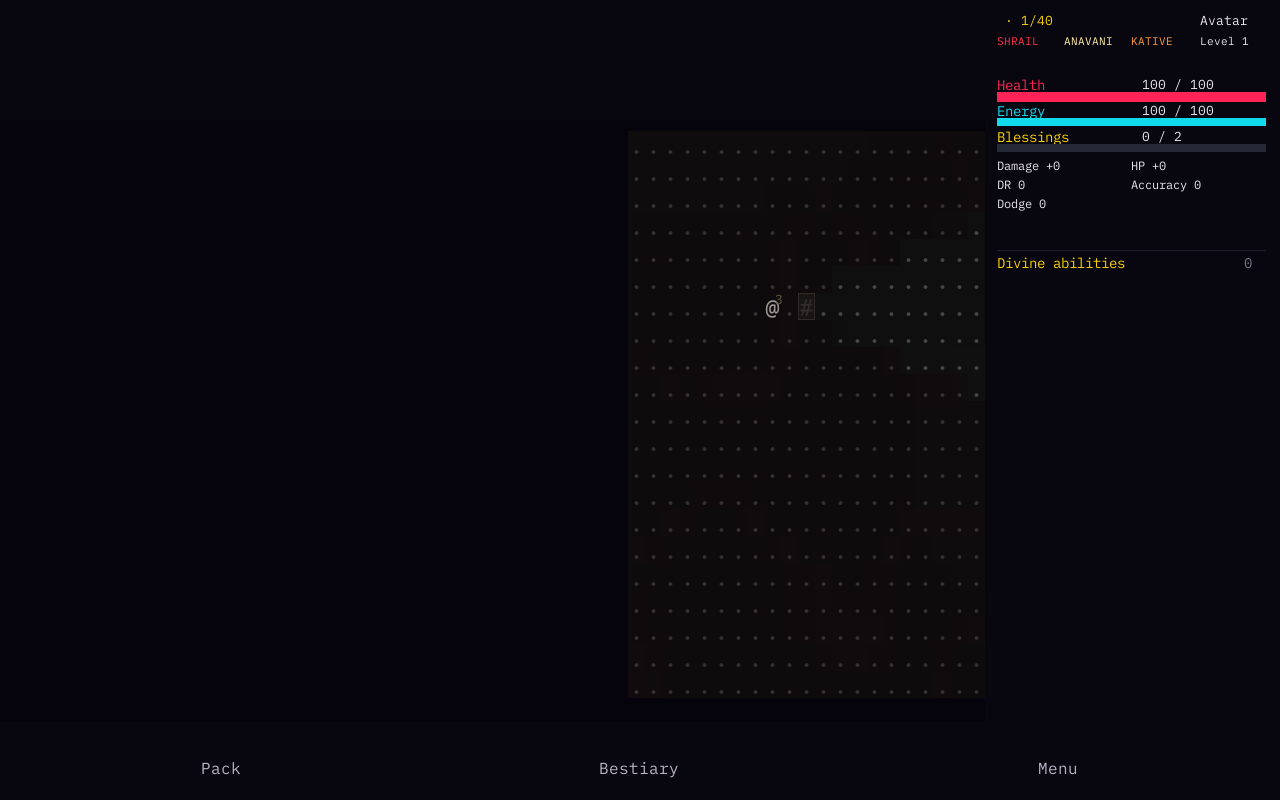 · 1/40 Avatar
SHRAIL ANAVANI KATIVE Level 1
Health 100 / 100
Energy 100 / 100
Blessings 0 / 2
Damage +0 HP +0
DR 0 Accuracy 0
Dodge 0
Divine abilities 0
@3 #
Pack Bestiary Menu